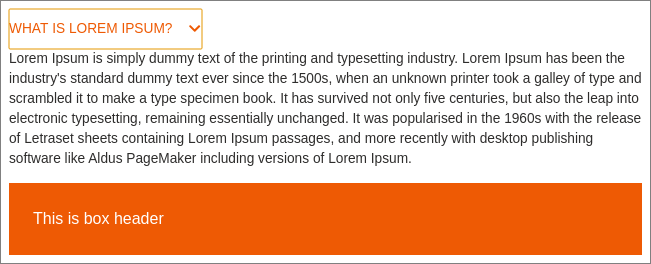 WHAT IS LOREM IPSUM?
Lorem Ipsum is simply dummy text of the printing and typesetting industry. Lorem Ipsum has been the
industry's standard dummy text ever since the 1500s, when an unknown printer took a galley of type and
scrambled it to make a type specimen book. It has survived not only five centuries, but also the leap into
electronic typesetting, remaining essentially unchanged. It was popularised in the 1960s with the release
of Letraset sheets containing Lorem Ipsum passages, and more recently with desktop publishing
software like Aldus PageMaker including versions of Lorem Ipsum.
This is box header